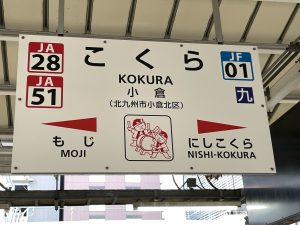 JA
28
こくら
JF
01
JA
51
KOKURA
小倉
(北九州市小倉北区)
九
もじ
にしこくら
MOJI
NISHI-KOKURA